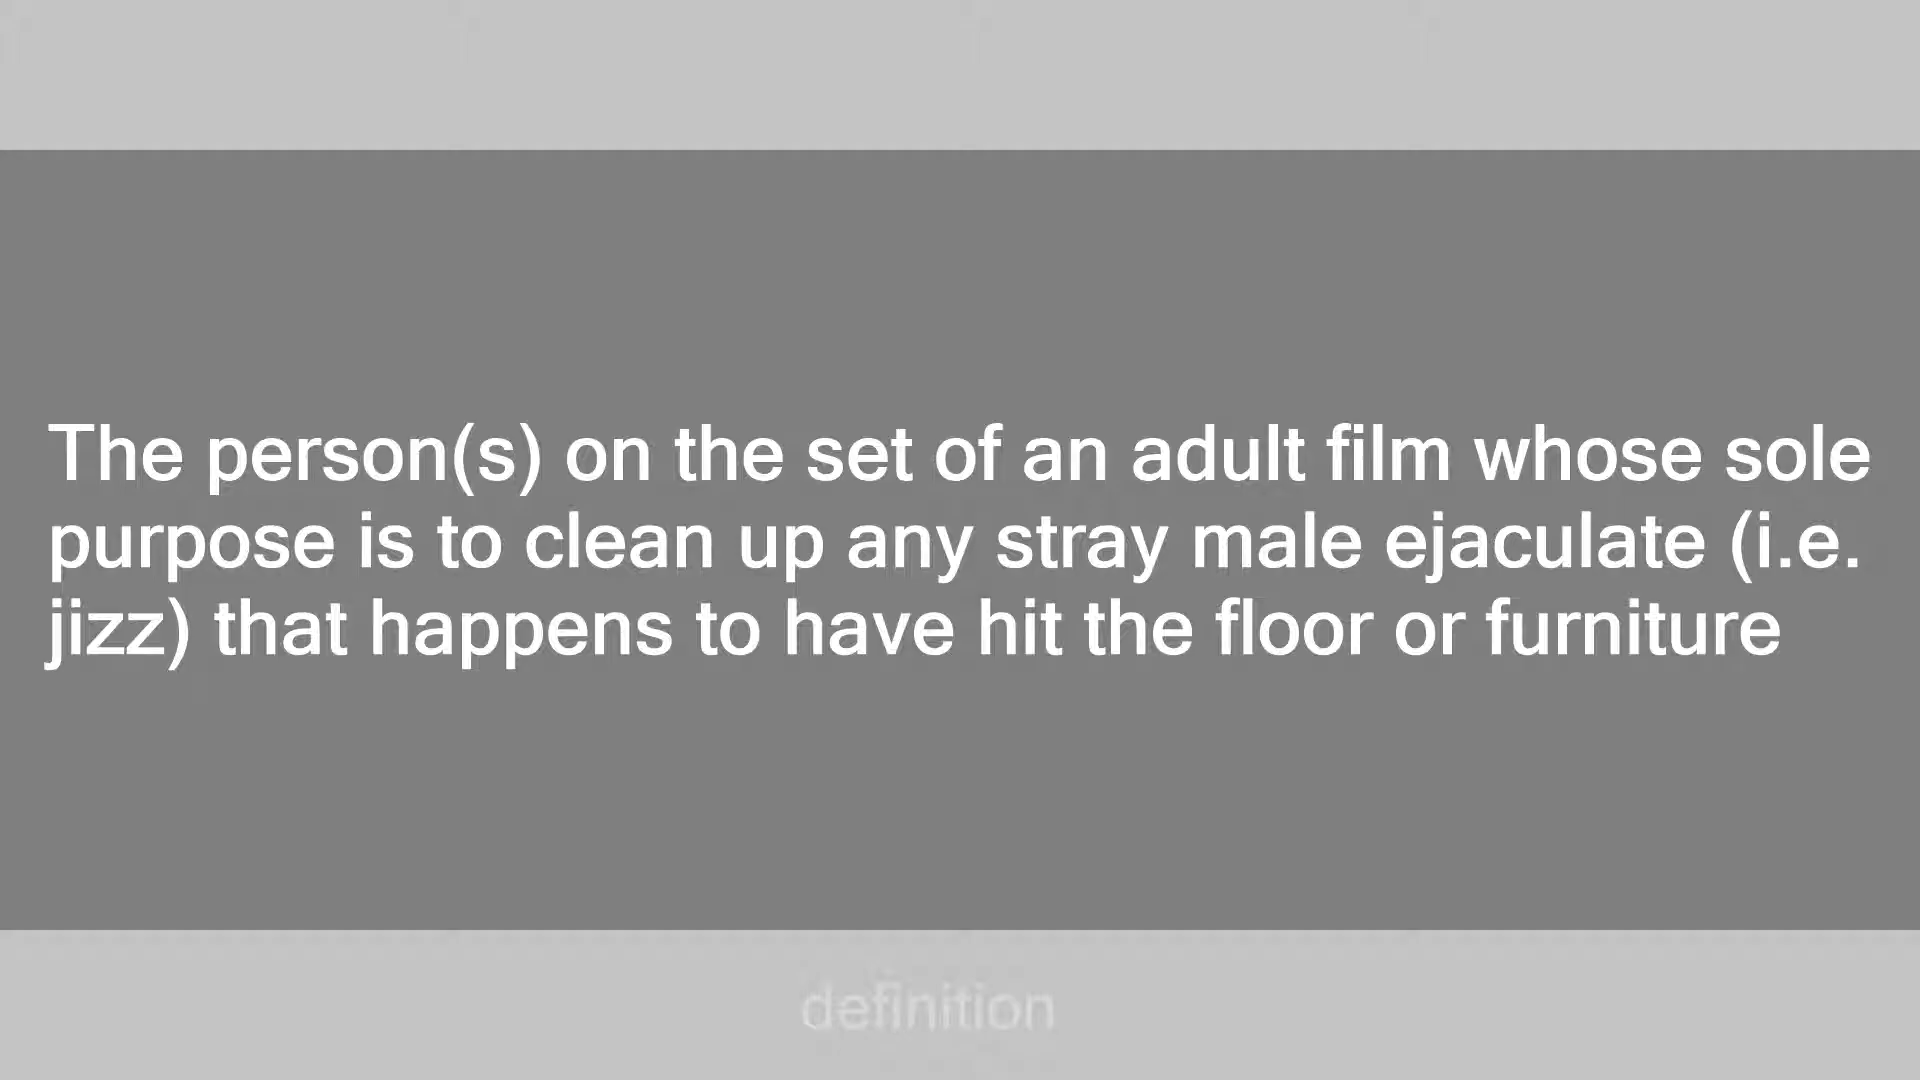 The person(s) on the set of an adult film whose sole
purpose is to clean up any stray male ejaculate (i.e.
jizz) that happens to have hit the floor or furniture
definition